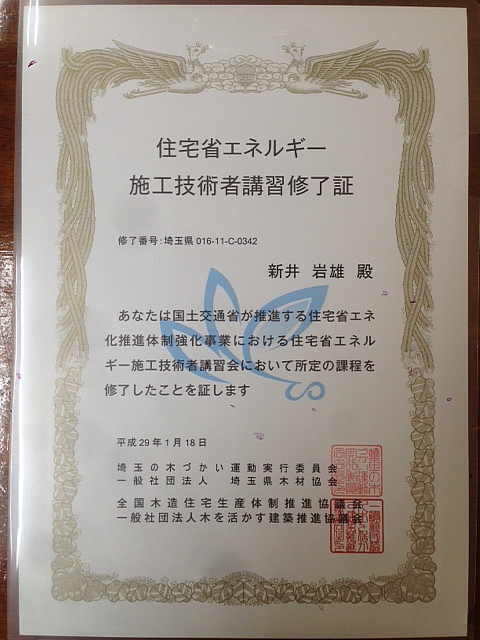 住宅省エネルギー
施工技術者講習修了証
修了番号:埼玉県 016-11-C-0342
新井 岩雄 殿
あなたは国土交通省が推進する住宅省エネ
化推進体制強化事業における住宅省エネル
ギー施工技術者講習会において所定の課程を
修了したことを証します
平成29年1月18日
埼玉の木づかい運動実行委員会
一般社団法人 埼玉県木材協会
全国木造住宅生産体制推進協議会
一般社団法人木を活かす建築推進協議会